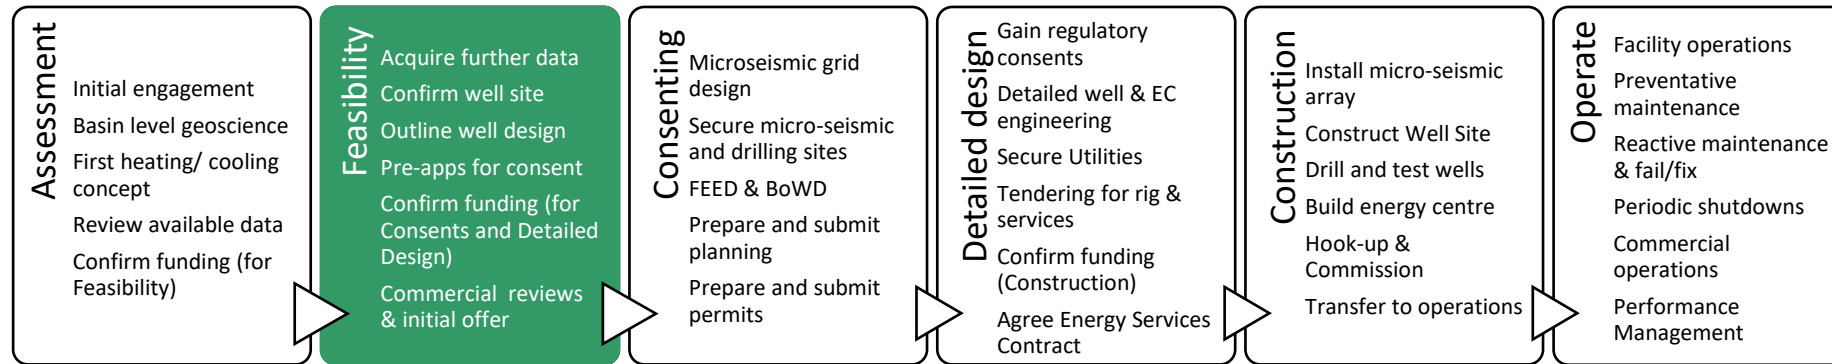 Assessment
Initial engagement
Basin level geoscience
First heating/ cooling
concept
Review available data
Confirm funding (for
Feasibility)
Feasibility
Acquire further data
Confirm well site
Outline well design
Pre-apps for consent
Confirm funding (for
Consents and Detailed
Design)
Commercial reviews
& initial offer
Consenting
Microseismic grid
design
Secure micro-seismic
and drilling sites
FEED & BoWD
Prepare and submit
planning
Prepare and submit
permits
Detailed design
Gain regulatory
consents
Detailed well & EC
engineering
Secure Utilities
Tendering for rig &
services
Confirm funding
(Construction)
Agree Energy Services
Contract
Construction
Install micro-seismic
array
Construct Well Site
Drill and test wells
Build energy centre
Hook-up &
Commission
Transfer to operations
Operate
Facility operations
Preventative
maintenance
Reactive maintenance
& fail/fix
Periodic shutdowns
Commercial
operations
Performance
Management